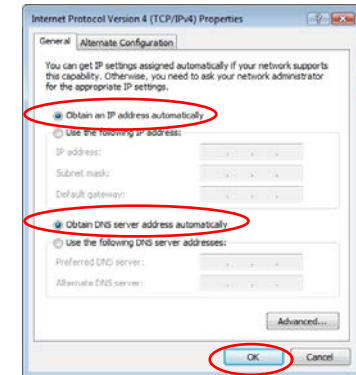 Internet Protocol Version 4 (TCP/IPv4) Properties
General Alternate Configuration
You can get IP settings assigned automatically if your network supports
this capability. Otherwise, you need to ask your network administrator
for the appropriate IP settings.
Obtain an IP address automatically
Use the following IP address:
IP address:
Subnet mask:
Default gateway:
Obtain DNS server address automatically
Use the following DNS server addresses:
Preferred DNS server:
Alternate DNS server:
Advanced...
OK Cancel